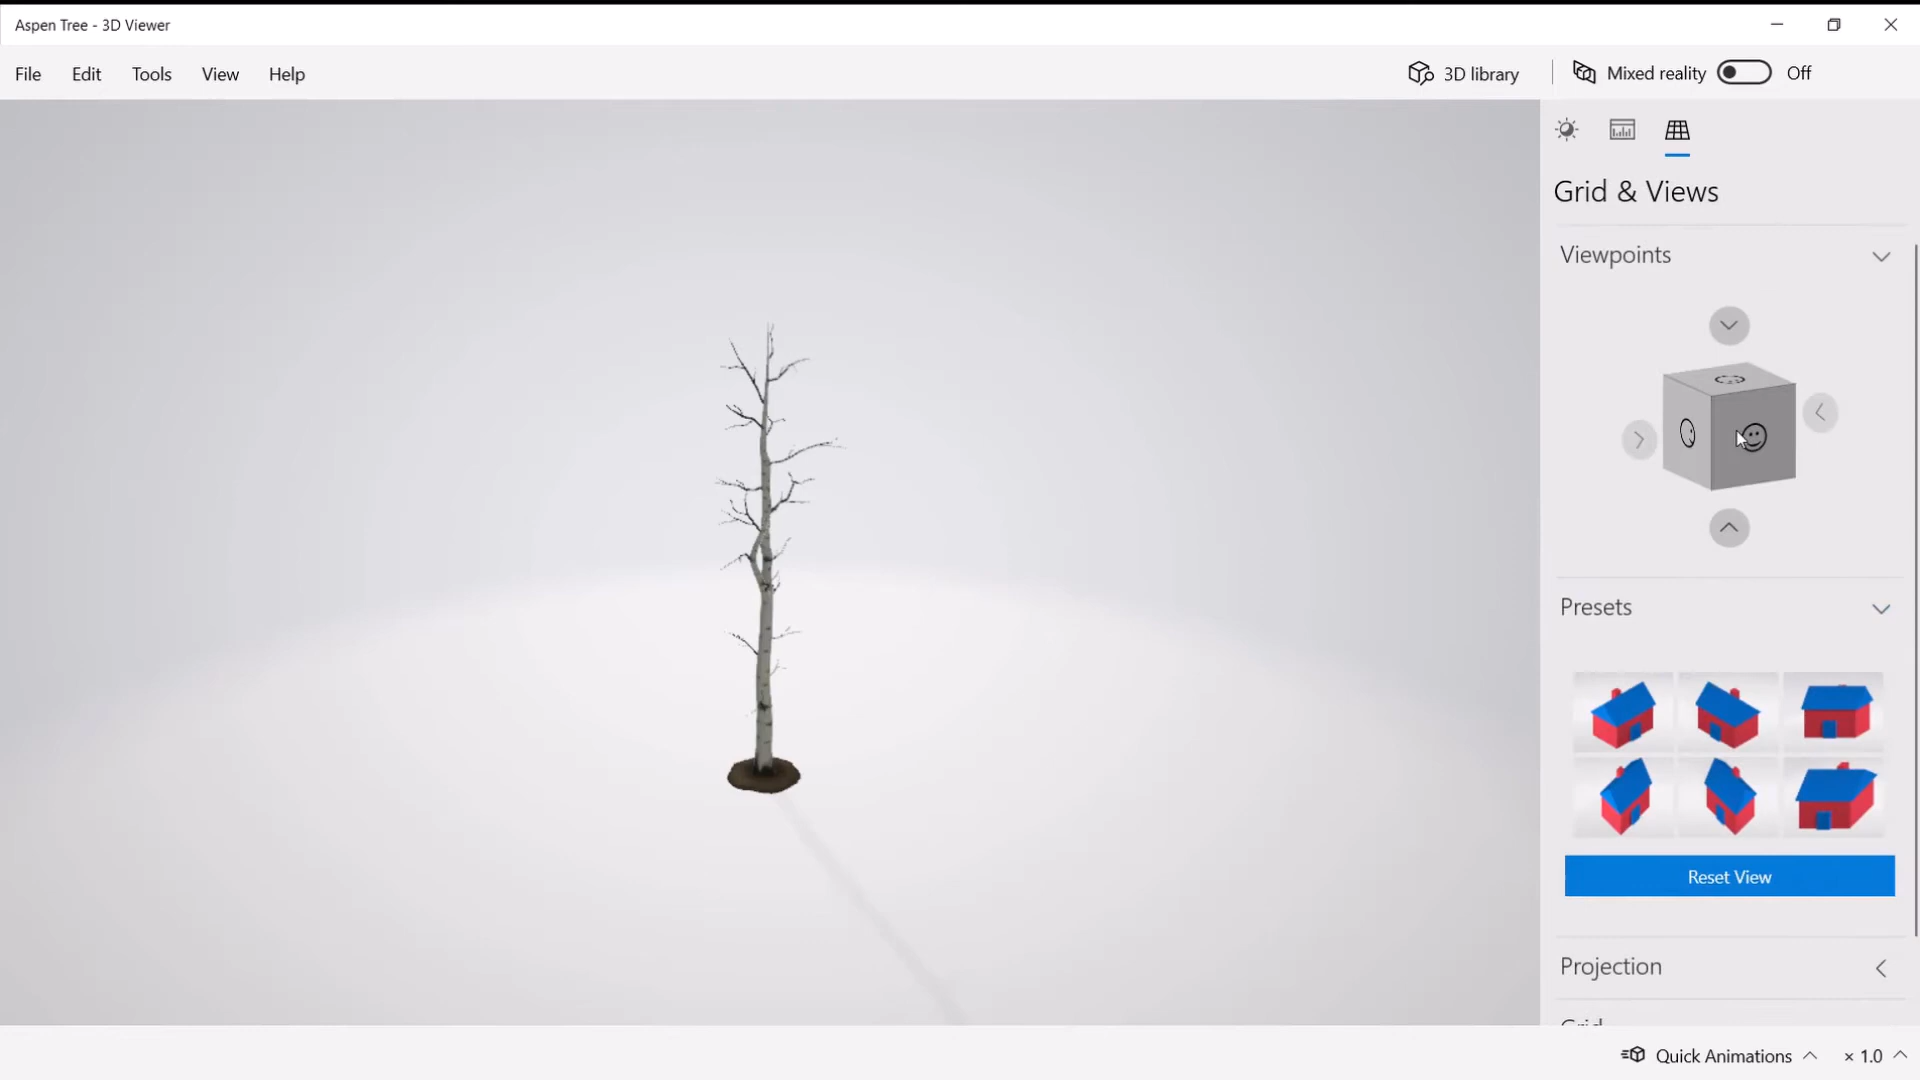 Aspen Tree - 3D Viewer
File Edit Tools View Help
3D library
Mixed reality Off
Grid & Views
Viewpoints
Presets
Reset View
Projection
Grid
Quick Animations × 1.0